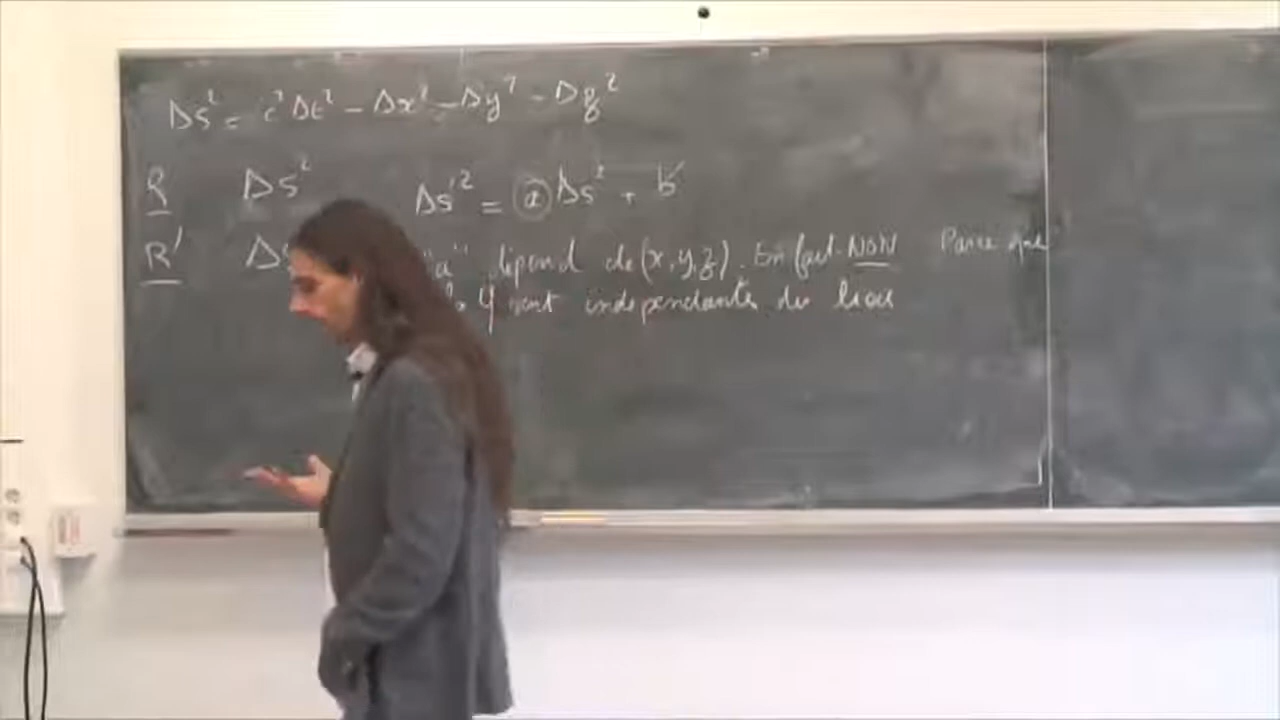 Δs² = c²Δt² - Δx² - Δy² - Δz²
R Δs² Δs'² = a Δs² + b
R' Δs
"a" dépend de (x,y,z). En fait NON Parce que
φ sont indépendantes du lieu